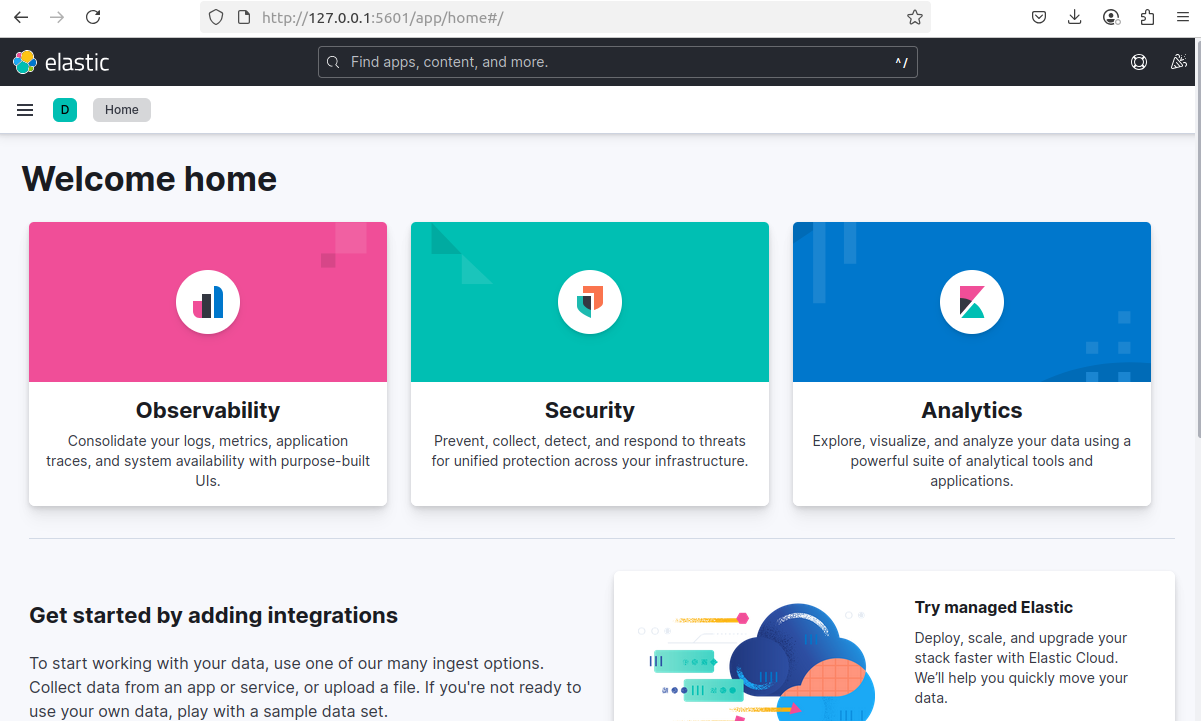 http://127.0.0.1:5601/app/home#/
elastic
Find apps, content, and more.
^/
D
Home
Welcome home
Observability
Consolidate your logs, metrics, application
traces, and system availability with purpose-built
UIs.
Security
Prevent, collect, detect, and respond to threats
for unified protection across your infrastructure.
Analytics
Explore, visualize, and analyze your data using a
powerful suite of analytical tools and
applications.
Get started by adding integrations
To start working with your data, use one of our many ingest options.
Collect data from an app or service, or upload a file. If you're not ready to
use your own data, play with a sample data set.
Try managed Elastic
Deploy, scale, and upgrade your
stack faster with Elastic Cloud.
We’ll help you quickly move your
data.